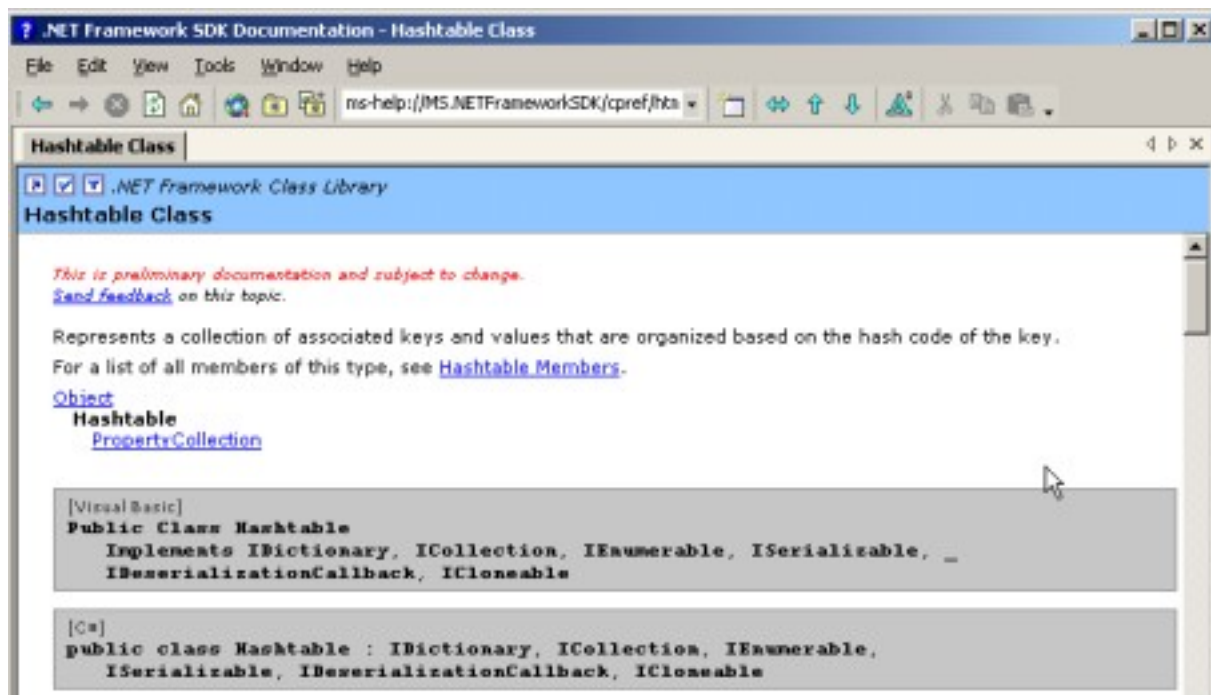 .NET Framework SDK Documentation - Hashtable Class
File Edit View Tools Window Help
ms-help://MS.NETFrameworkSDK/cpref/htm
Hashtable Class
.NET Framework Class Library
Hashtable Class
This is preliminary documentation and subject to change.
Send feedback on this topic.
Represents a collection of associated keys and values that are organized based on the hash code of the key.
For a list of all members of this type, see Hashtable Members.
Object
Hashtable
PropertyCollection
[Visual Basic]
Public Class Hashtable
Implements IDictionary, ICollection, IEnumerable, ISerializable, _
IDeserializationCallback, ICloneable
[C#]
public class Hashtable : IDictionary, ICollection, IEnumerable,
ISerializable, IDeserializationCallback, ICloneable